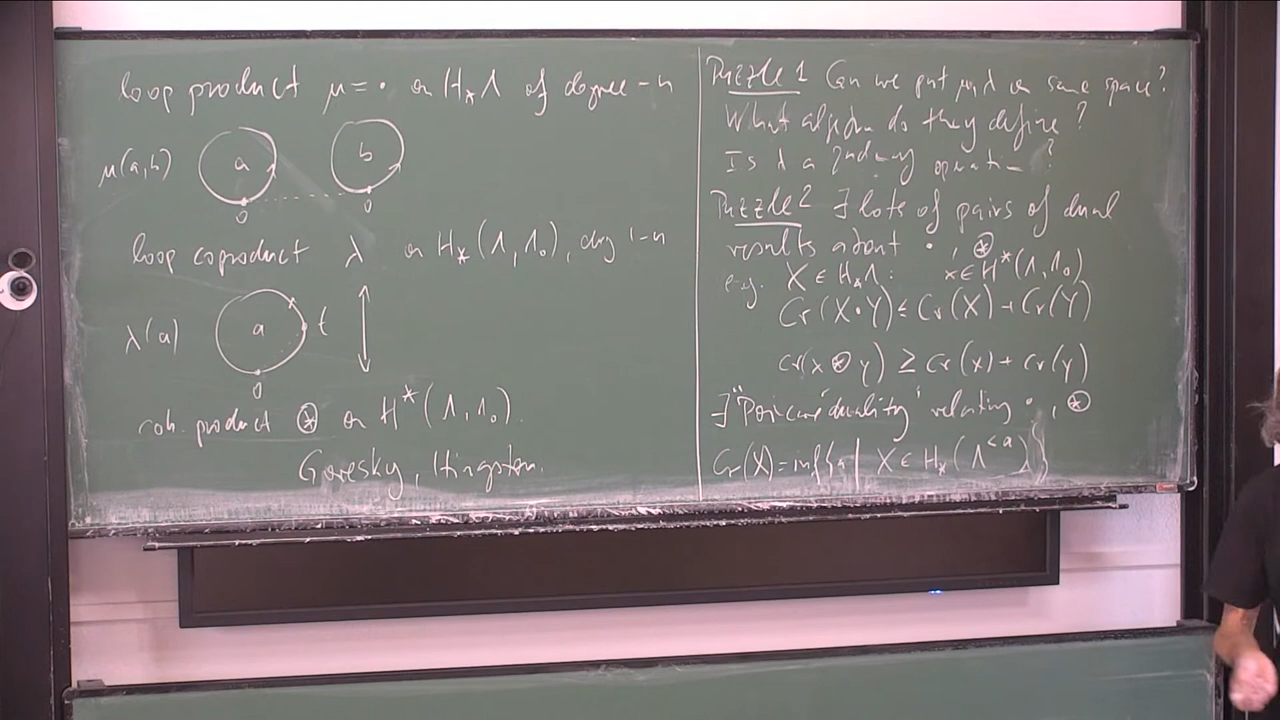 loop product μ = • on H_*Λ of degree -n
μ(a,b)
a
b
0
0
loop coproduct λ on H_*(Λ,Λ_0), deg 1-n
λ(a)
a
t
0
coh. product ⊛ on H^*(Λ,Λ_0).
Goresky, Hingston.
Puzzle 1 Can we put μ,λ on same space?
What algebra do they define?
Is λ a 2ndary operation?
Puzzle 2 ∃ lots of pairs of dual
results about •, ⊛
e.g. X ∈ H_*Λ: x ∈ H^*(Λ,Λ_0)
Cr(X•Y) ≤ Cr(X) + Cr(Y)
cr(x ⊛ y) ≥ cr(x) + cr(y)
∃ "Poincaré duality" relating •, ⊛
Cr(X) = inf{a | X ∈ H_*(Λ^{<a})}